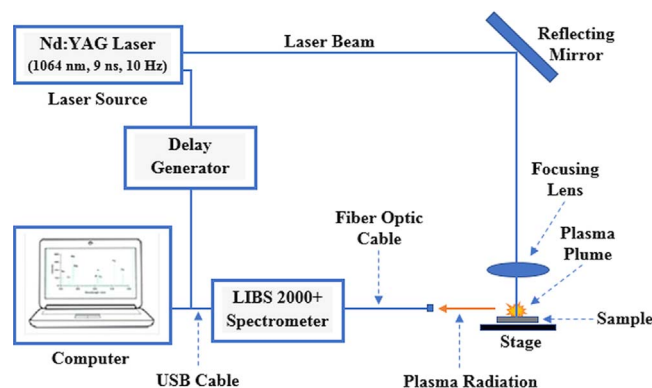 Nd:YAG Laser
(1064 nm, 9 ns, 10 Hz)
Laser Source
Laser Beam
Reflecting
Mirror
Delay
Generator
Focusing
Lens
Plasma
Plume
Fiber Optic
Cable
LIBS 2000+
Spectrometer
Sample
Stage
Computer
USB Cable
Plasma Radiation